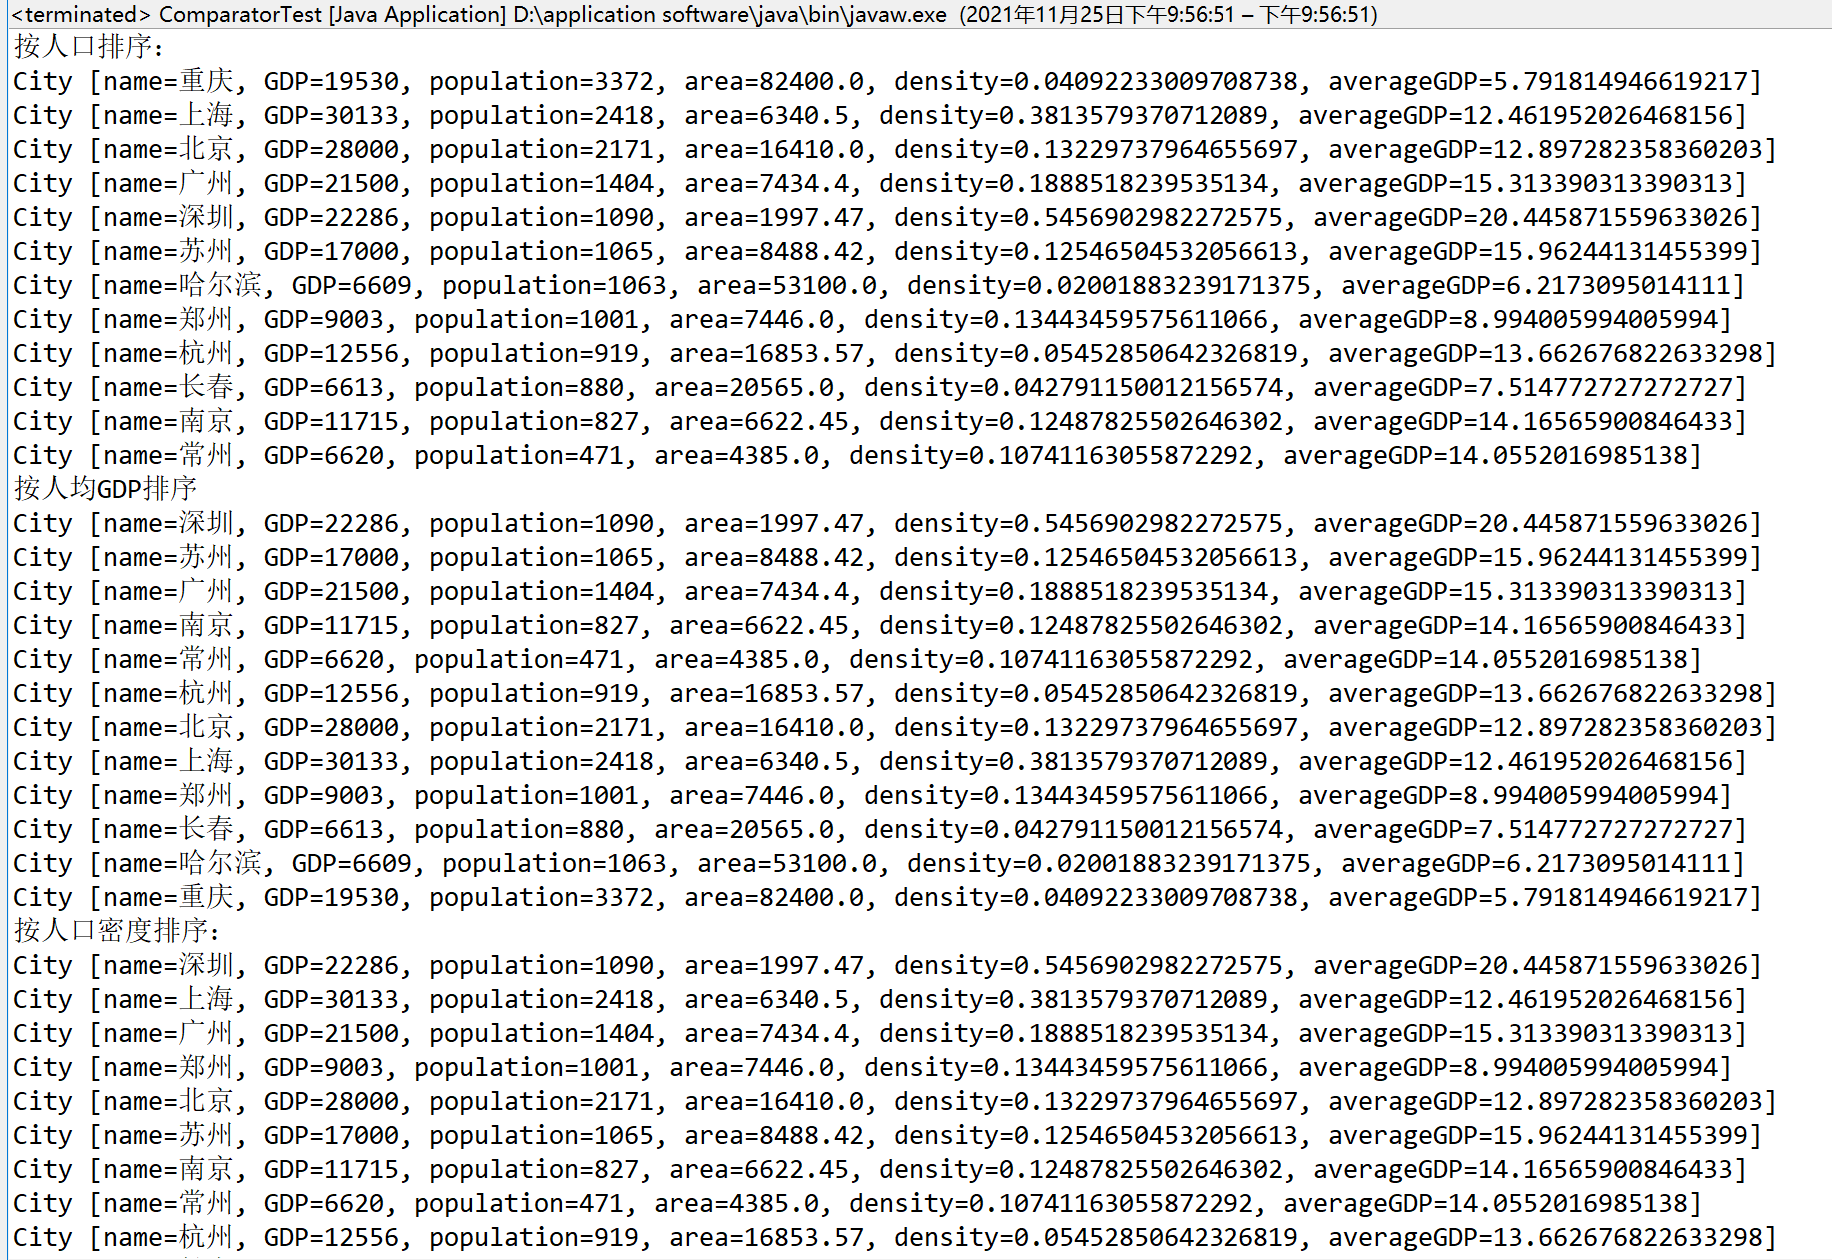 <terminated> ComparatorTest [Java Application] D:\application software\java\bin\javaw.exe (2021年11月25日下午9:56:51 – 下午9:56:51)
按人口排序：
City [name=重庆, GDP=19530, population=3372, area=82400.0, density=0.04092233009708738, averageGDP=5.791814946619217]
City [name=上海, GDP=30133, population=2418, area=6340.5, density=0.3813579370712089, averageGDP=12.461952026468156]
City [name=北京, GDP=28000, population=2171, area=16410.0, density=0.13229737964655697, averageGDP=12.897282358360203]
City [name=广州, GDP=21500, population=1404, area=7434.4, density=0.1888518239535134, averageGDP=15.313390313390313]
City [name=深圳, GDP=22286, population=1090, area=1997.47, density=0.5456902982272575, averageGDP=20.445871559633026]
City [name=苏州, GDP=17000, population=1065, area=8488.42, density=0.12546504532056613, averageGDP=15.96244131455399]
City [name=哈尔滨, GDP=6609, population=1063, area=53100.0, density=0.02001883239171375, averageGDP=6.2173095014111]
City [name=郑州, GDP=9003, population=1001, area=7446.0, density=0.13443459575611066, averageGDP=8.994005994005994]
City [name=杭州, GDP=12556, population=919, area=16853.57, density=0.05452850642326819, averageGDP=13.662676822633298]
City [name=长春, GDP=6613, population=880, area=20565.0, density=0.042791150012156574, averageGDP=7.514772727272727]
City [name=南京, GDP=11715, population=827, area=6622.45, density=0.12487825502646302, averageGDP=14.16565900846433]
City [name=常州, GDP=6620, population=471, area=4385.0, density=0.10741163055872292, averageGDP=14.0552016985138]
按人均GDP排序
City [name=深圳, GDP=22286, population=1090, area=1997.47, density=0.5456902982272575, averageGDP=20.445871559633026]
City [name=苏州, GDP=17000, population=1065, area=8488.42, density=0.12546504532056613, averageGDP=15.96244131455399]
City [name=广州, GDP=21500, population=1404, area=7434.4, density=0.1888518239535134, averageGDP=15.313390313390313]
City [name=南京, GDP=11715, population=827, area=6622.45, density=0.12487825502646302, averageGDP=14.16565900846433]
City [name=常州, GDP=6620, population=471, area=4385.0, density=0.10741163055872292, averageGDP=14.0552016985138]
City [name=杭州, GDP=12556, population=919, area=16853.57, density=0.05452850642326819, averageGDP=13.662676822633298]
City [name=北京, GDP=28000, population=2171, area=16410.0, density=0.13229737964655697, averageGDP=12.897282358360203]
City [name=上海, GDP=30133, population=2418, area=6340.5, density=0.3813579370712089, averageGDP=12.461952026468156]
City [name=郑州, GDP=9003, population=1001, area=7446.0, density=0.13443459575611066, averageGDP=8.994005994005994]
City [name=长春, GDP=6613, population=880, area=20565.0, density=0.042791150012156574, averageGDP=7.514772727272727]
City [name=哈尔滨, GDP=6609, population=1063, area=53100.0, density=0.02001883239171375, averageGDP=6.2173095014111]
City [name=重庆, GDP=19530, population=3372, area=82400.0, density=0.04092233009708738, averageGDP=5.791814946619217]
按人口密度排序：
City [name=深圳, GDP=22286, population=1090, area=1997.47, density=0.5456902982272575, averageGDP=20.445871559633026]
City [name=上海, GDP=30133, population=2418, area=6340.5, density=0.3813579370712089, averageGDP=12.461952026468156]
City [name=广州, GDP=21500, population=1404, area=7434.4, density=0.1888518239535134, averageGDP=15.313390313390313]
City [name=郑州, GDP=9003, population=1001, area=7446.0, density=0.13443459575611066, averageGDP=8.994005994005994]
City [name=北京, GDP=28000, population=2171, area=16410.0, density=0.13229737964655697, averageGDP=12.897282358360203]
City [name=苏州, GDP=17000, population=1065, area=8488.42, density=0.12546504532056613, averageGDP=15.96244131455399]
City [name=南京, GDP=11715, population=827, area=6622.45, density=0.12487825502646302, averageGDP=14.16565900846433]
City [name=常州, GDP=6620, population=471, area=4385.0, density=0.10741163055872292, averageGDP=14.0552016985138]
City [name=杭州, GDP=12556, population=919, area=16853.57, density=0.05452850642326819, averageGDP=13.662676822633298]